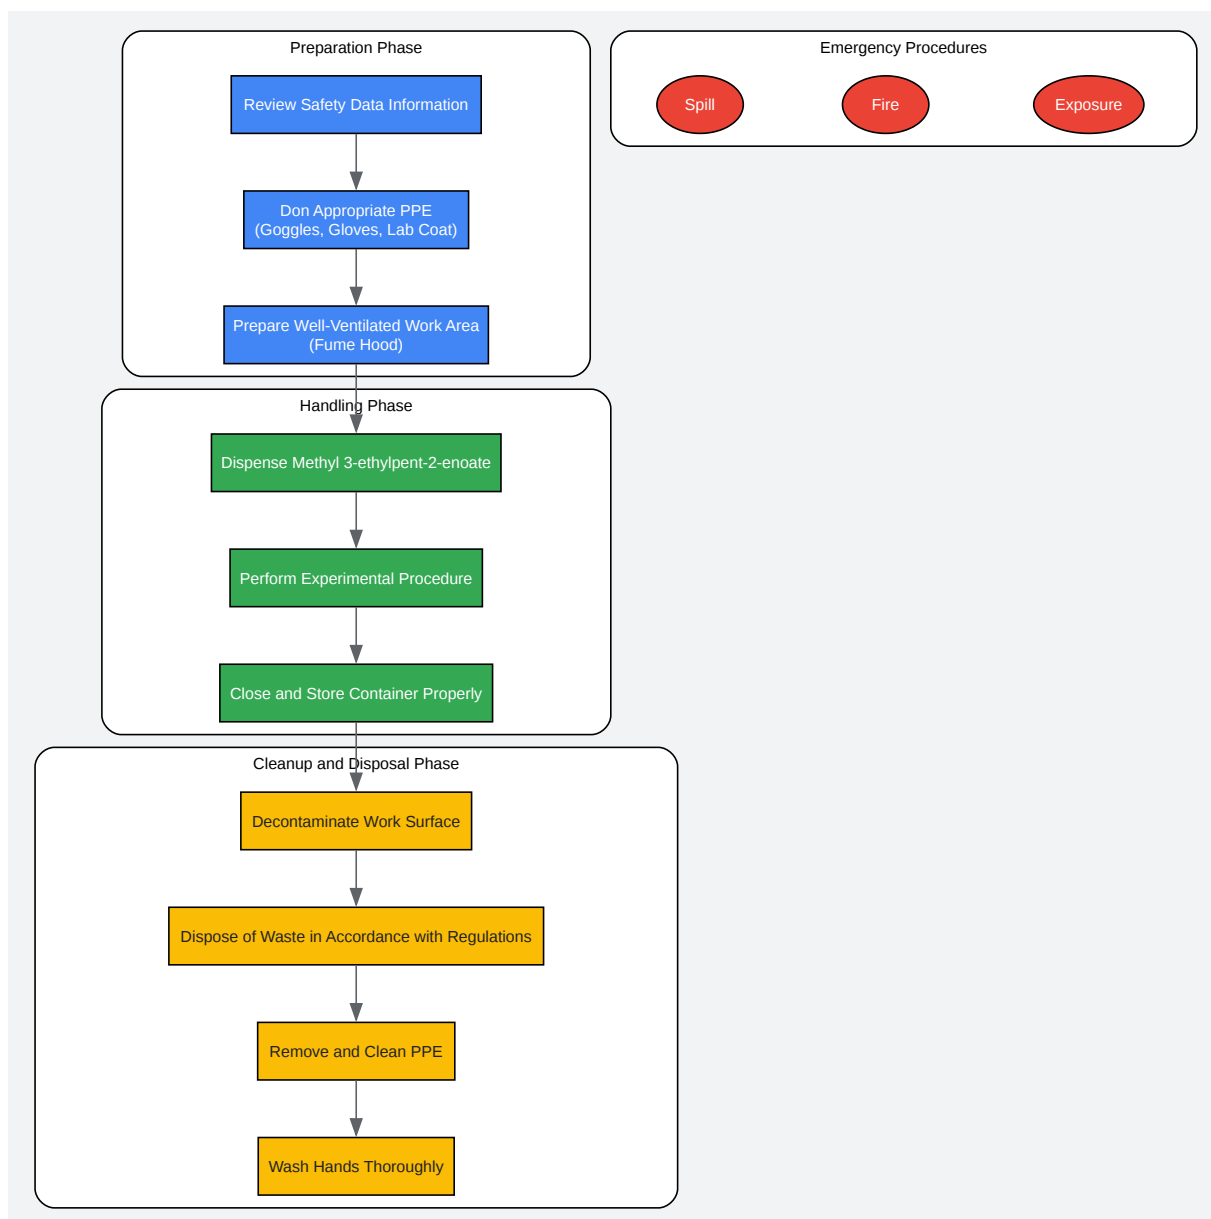 Preparation Phase
Review Safety Data Information
Don Appropriate PPE
(Goggles, Gloves, Lab Coat)
Prepare Well-Ventilated Work Area
(Fume Hood)
Emergency Procedures
Spill
Fire
Exposure
Handling Phase
Dispense Methyl 3-ethylpent-2-enoate
Perform Experimental Procedure
Close and Store Container Properly
Cleanup and Disposal Phase
Decontaminate Work Surface
Dispose of Waste in Accordance with Regulations
Remove and Clean PPE
Wash Hands Thoroughly